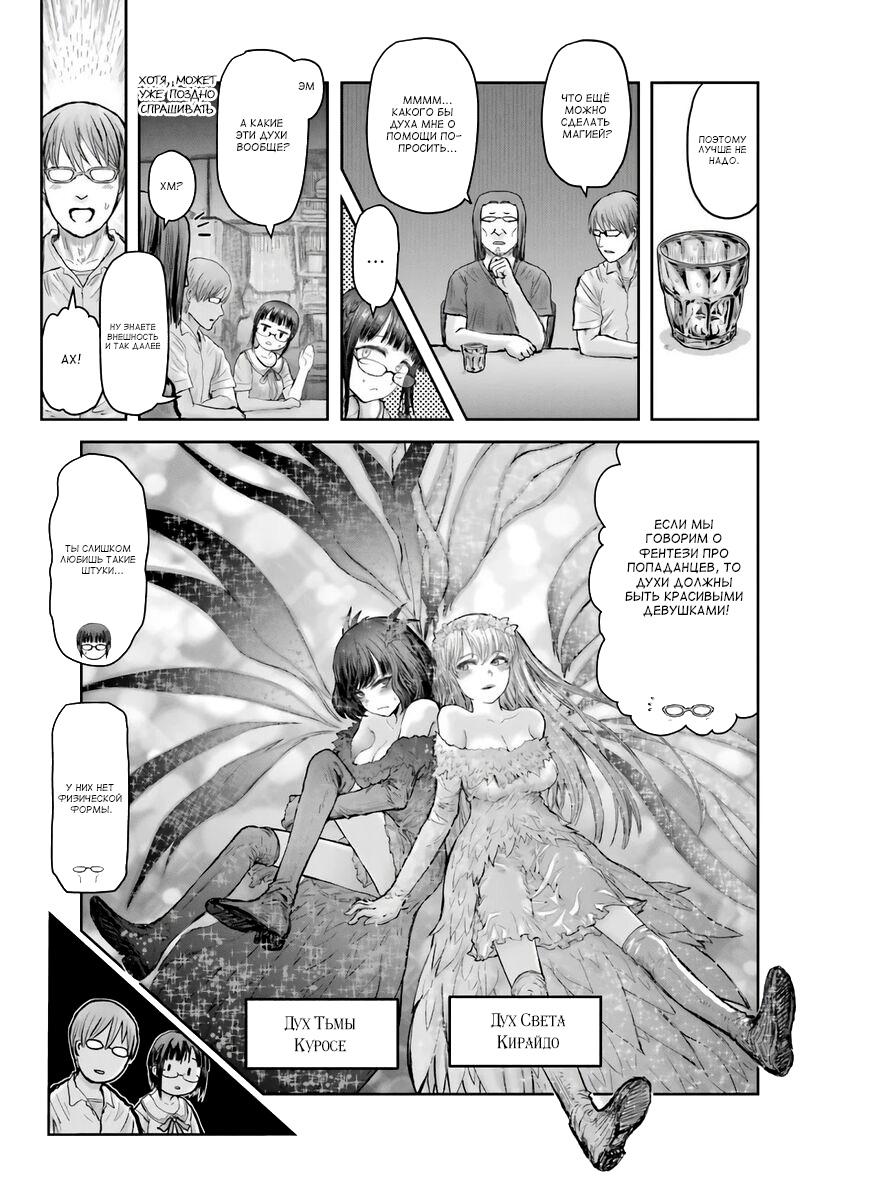 ПОЭТОМУ
ЛУЧШЕ НЕ
НАДО.
ЧТО ЕЩЁ
МОЖНО
СДЕЛАТЬ
МАГИЕЙ?
ММММ...
КАКОГО БЫ
ДУХА МНЕ О
ПОМОЩИ ПО-
ПРОСИТЬ...
...
ЭМ
А КАКИЕ
ЭТИ ДУХИ
ВООБЩЕ?
ХОТЯ, МОЖЕТ
УЖЕ ПОЗДНО
СПРАШИВАТЬ
ХМ?
НУ ЗНАЕТЕ
ВНЕШНОСТЬ
И ТАК ДАЛЕЕ
АХ!
ЕСЛИ МЫ
ГОВОРИМ О
ФЕНТЕЗИ ПРО
ПОПАДАНЦЕВ, ТО
ДУХИ ДОЛЖНЫ
БЫТЬ КРАСИВЫМИ
ДЕВУШКАМИ!
ТЫ СЛИШКОМ
ЛЮБИШЬ ТАКИЕ
ШТУКИ...
У НИХ НЕТ
ФИЗИЧЕСКОЙ
ФОРМЫ.
ДУХ СВЕТА
КИРАЙДО
ДУХ ТЬМЫ
КУРОСЕ